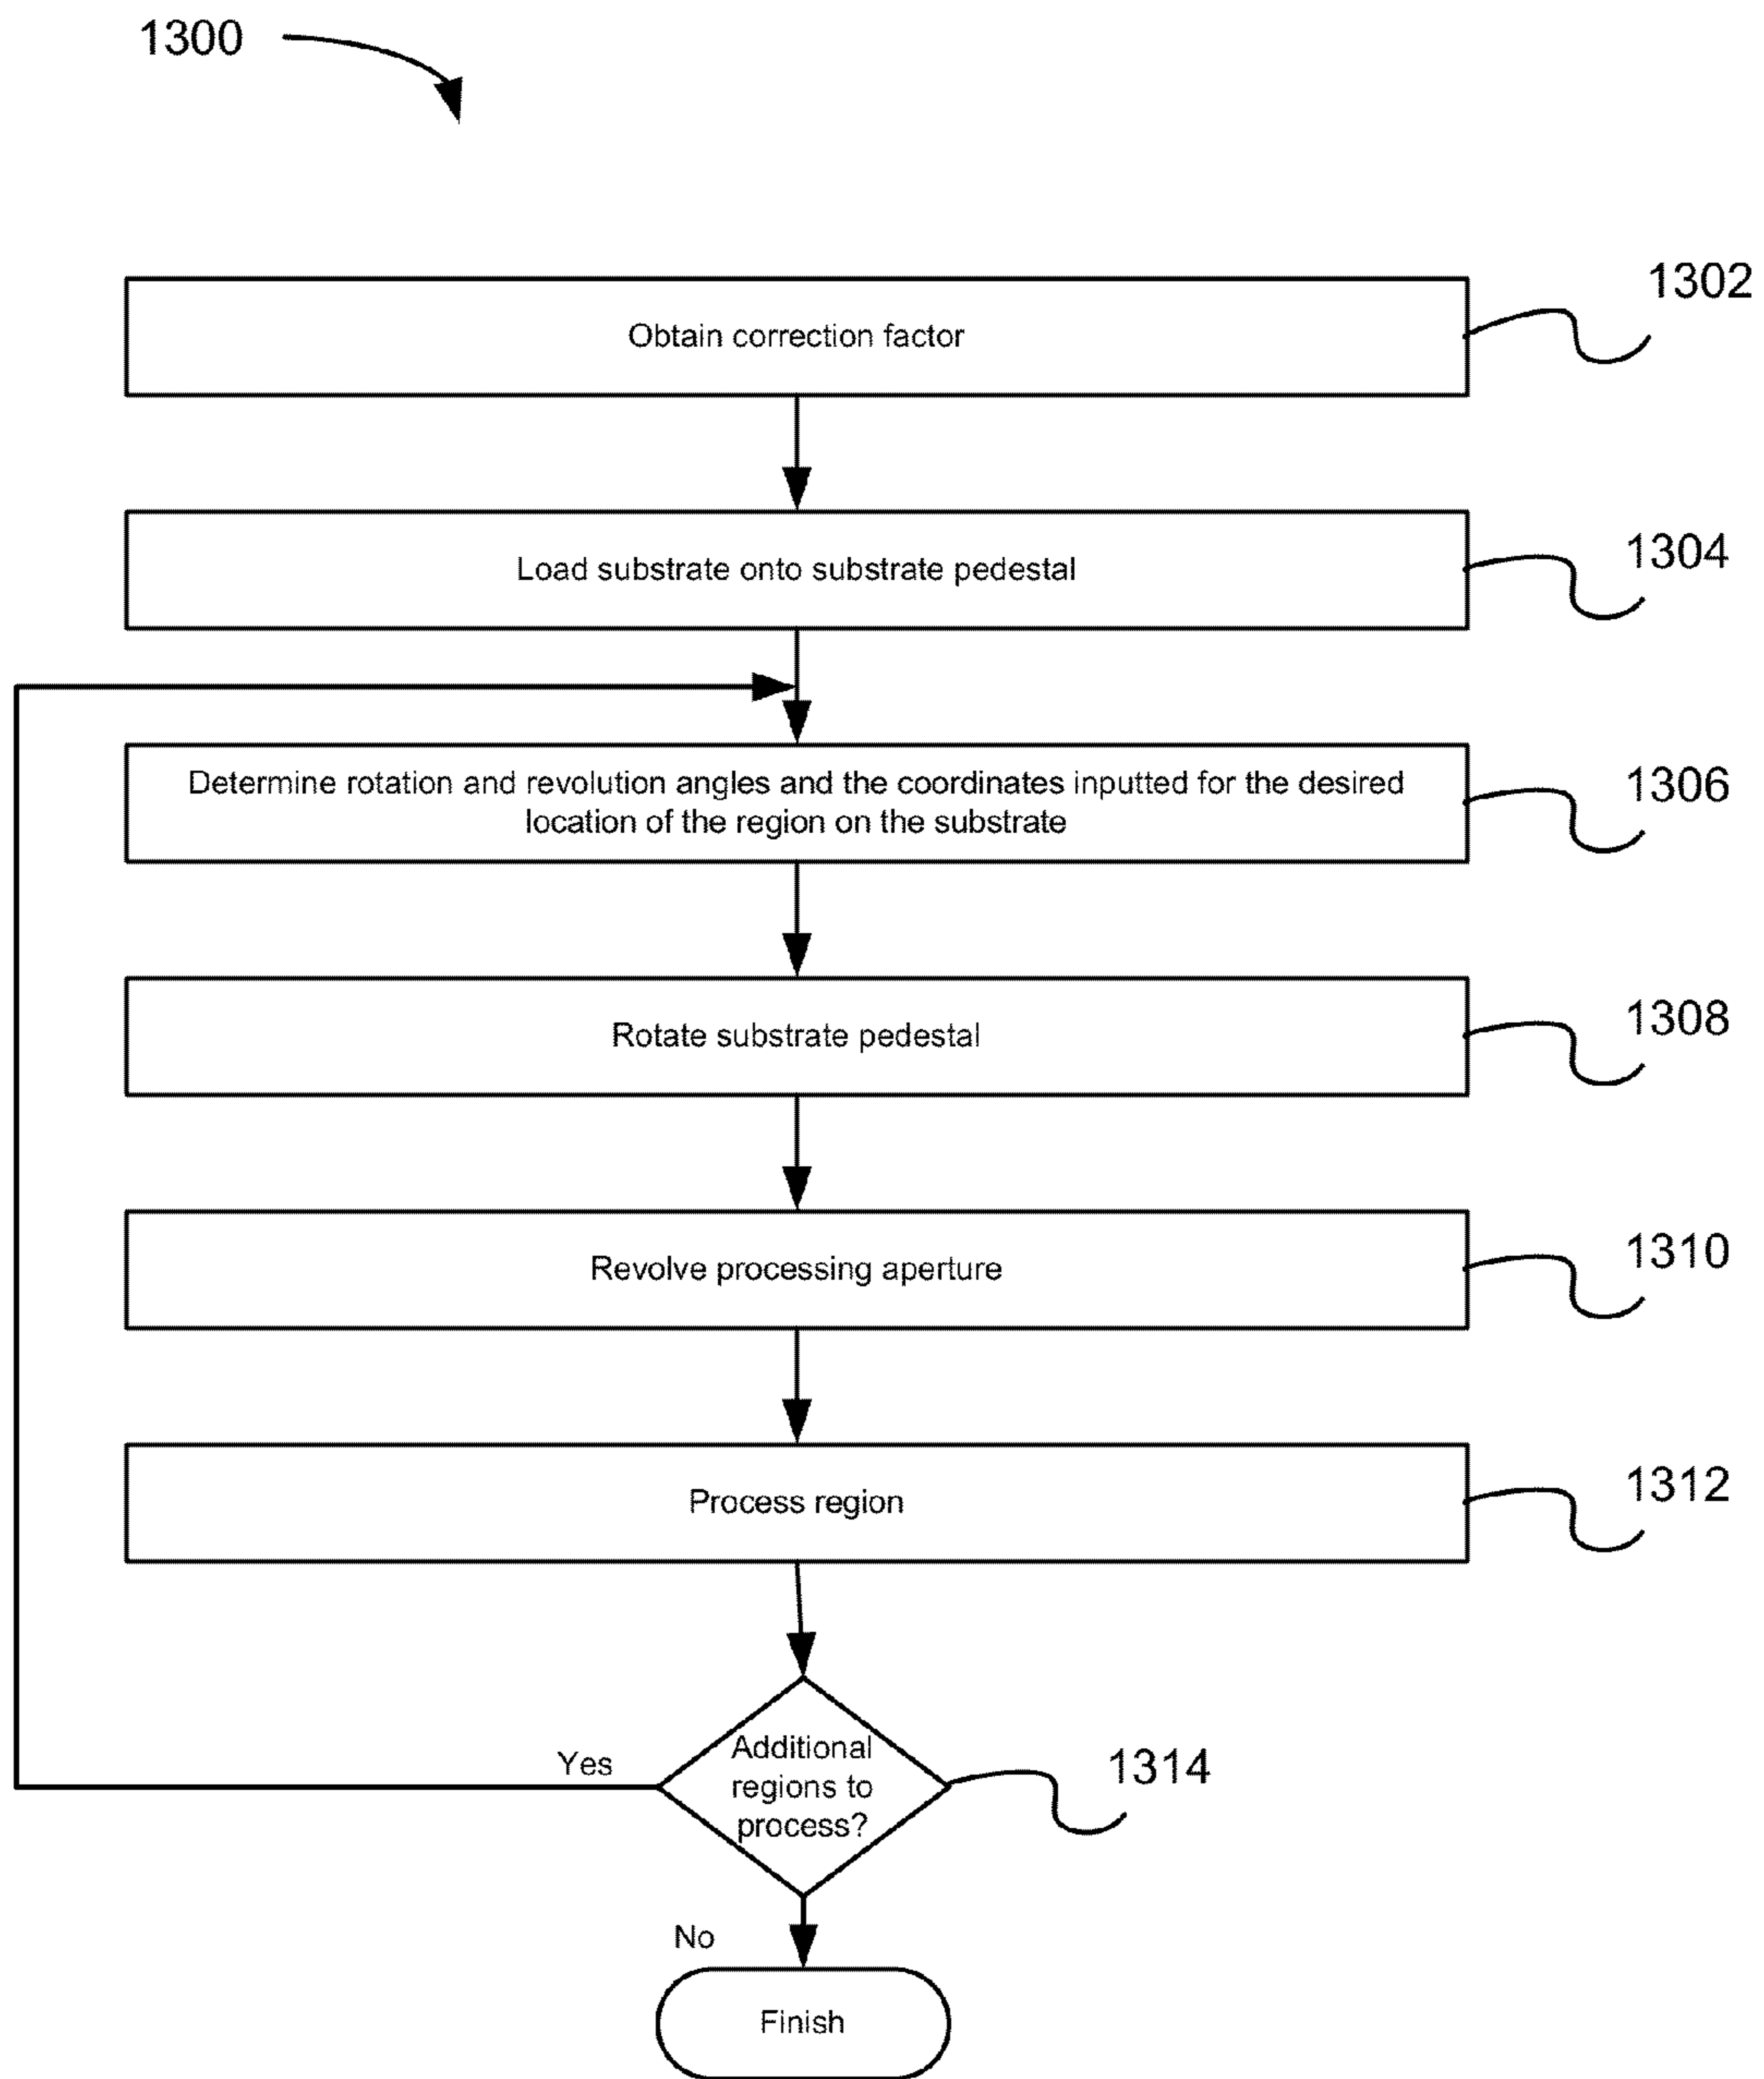 1300
1302
Obtain correction factor
1304
Load substrate onto substrate pedestal
1306
Determine rotation and revolution angles and the coordinates inputted for the desired
location of the region on the substrate
1308
Rotate substrate pedestal
1310
Revolve processing aperture
1312
Process region
1314
Additional
regions to
process?
Yes
No
Finish